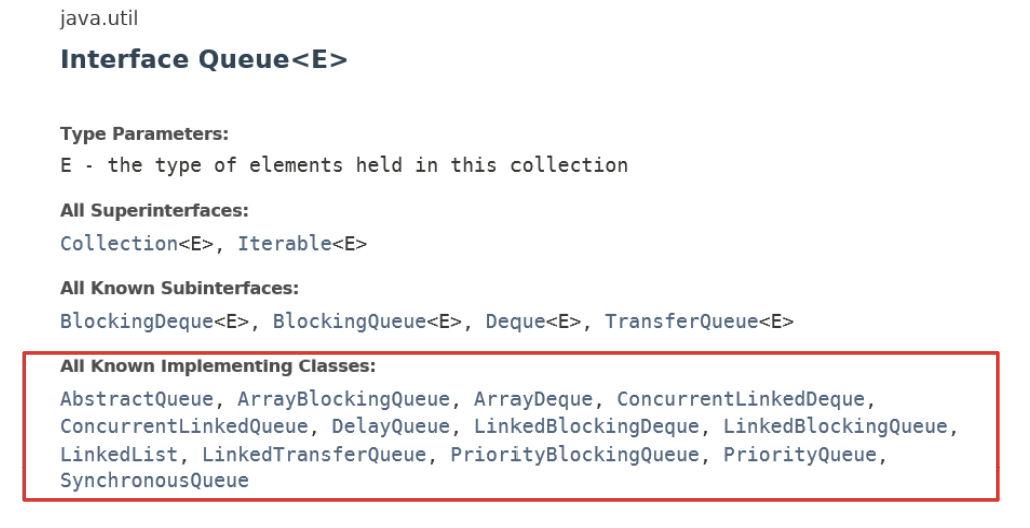 java.util
Interface Queue<E>
Type Parameters:
E - the type of elements held in this collection
All Superinterfaces:
Collection<E>, Iterable<E>
All Known Subinterfaces:
BlockingDeque<E>, BlockingQueue<E>, Deque<E>, TransferQueue<E>
All Known Implementing Classes:
AbstractQueue, ArrayBlockingQueue, ArrayDeque, ConcurrentLinkedDeque,
ConcurrentLinkedQueue, DelayQueue, LinkedBlockingDeque, LinkedBlockingQueue,
LinkedList, LinkedTransferQueue, PriorityBlockingQueue, PriorityQueue,
SynchronousQueue